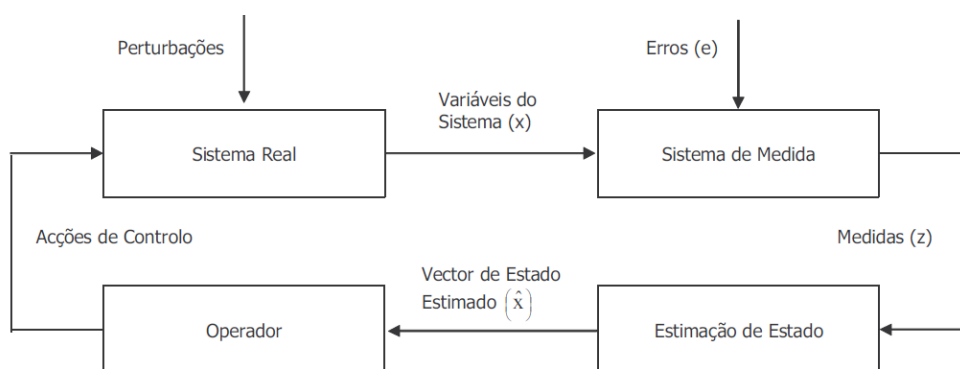 Perturbações
Erros (e)
Variáveis do
Sistema (x)
Sistema Real
Sistema de Medida
Acções de Controlo
Medidas (z)
Vector de Estado
Estimado (x̂)
Operador
Estimação de Estado